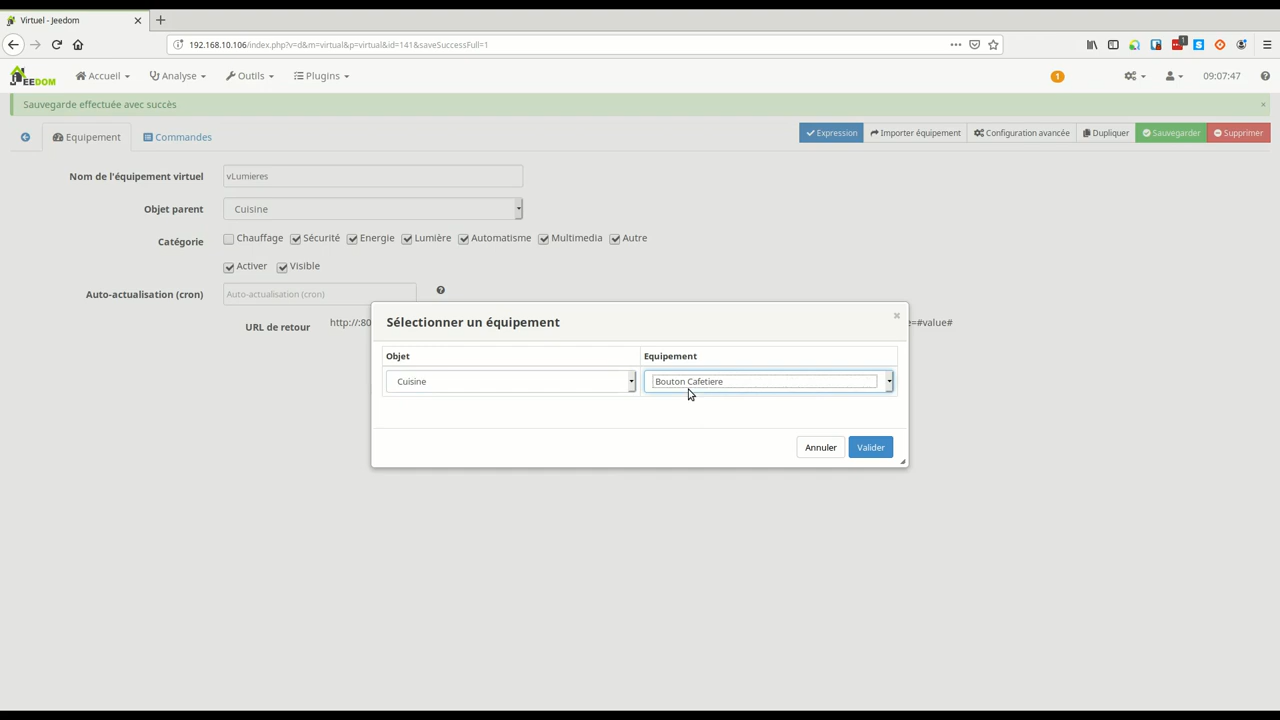 Virtuel - Jeedom
192.168.10.106/index.php?v=d&m=virtual&p=virtual&id=141&saveSuccessFull=1
1
JEEDOM Accueil Analyse Outils Plugins 1 09:07:47
Sauvegarde effectuée avec succès ×
Equipement Commandes Expression Importer équipement Configuration avancée Dupliquer Sauvegarder Supprimer
Nom de l'équipement virtuel vLumieres
Objet parent Cuisine
Catégorie Chauffage Sécurité Energie Lumière Automatisme Multimedia Autre
Activer Visible
Auto-actualisation (cron) Auto-actualisation (cron)
URL de retour http://80 e=#value#
Sélectionner un équipement
Objet Equipement
Cuisine Bouton Cafetiere
Annuler Valider